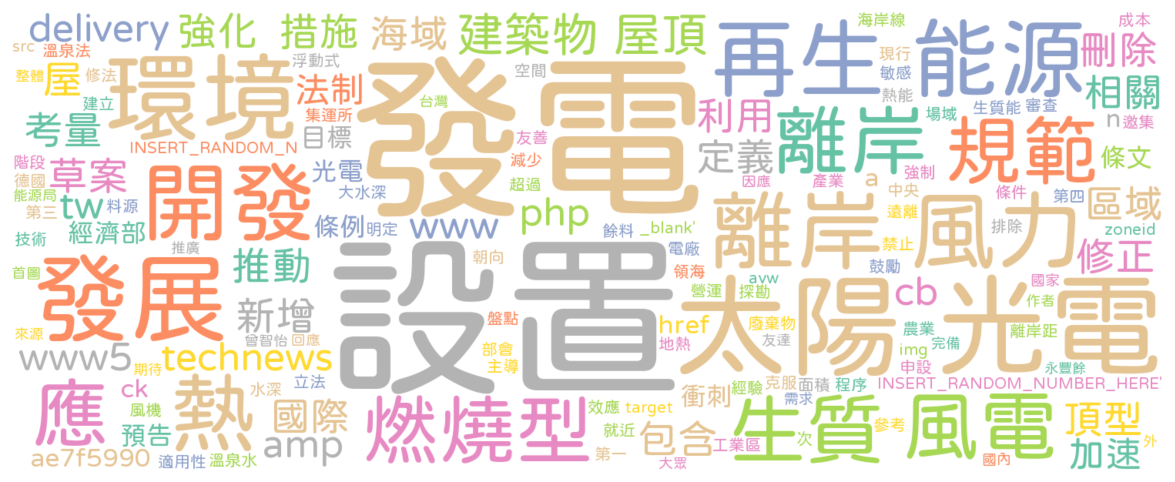 delivery 強化 措施 海域 建築物 屋頂 再生 能源 海岸線 成本
src 溫泉法 浮動式 現行 刪除
整體 屋 修法 環境 法制 空間 發電 敏感
建立 集運所 台灣 利用 熱能 生質能 審查 相關
考量 目標 友善 離岸 場域 n 邀集
INSERT_RANDOM_N 減少 定義 規範 條文
階段 草案 開發 光電 超過 因應 產業 強制 a 中央 條件 第四
德國 大水深 php 離岸 風力 遠離 區域
能源局 第三 tw 料源 條例 明定 www 餘料 _blank' 排除 zoneid
技術 經濟部 推廣 電廠 禁止 修正
首圖 發展 推動 朝向 設置 領海 avw 鼓勵 國家
新增 盤點 營運 探勘 太陽 光電 cb 作者
來源 曾智怡 回應 href 廢棄物 農業 離岸距
www5 期待 technews 部會 地熱 友達 img 完備
ck 水深 立法 主導 申設 永豐餘
應 風機 熱 國際 燃燒型 效應 target 衝刺 經驗 克服 面積 程序 INSERT_RANDOM_NUMBER_HERE'
預告 就近 需求 生質 風電 參考 頂型
ae7f5990 適用性 溫泉水 amp 第一 包含 工業區 次 加速 外
大眾 國內